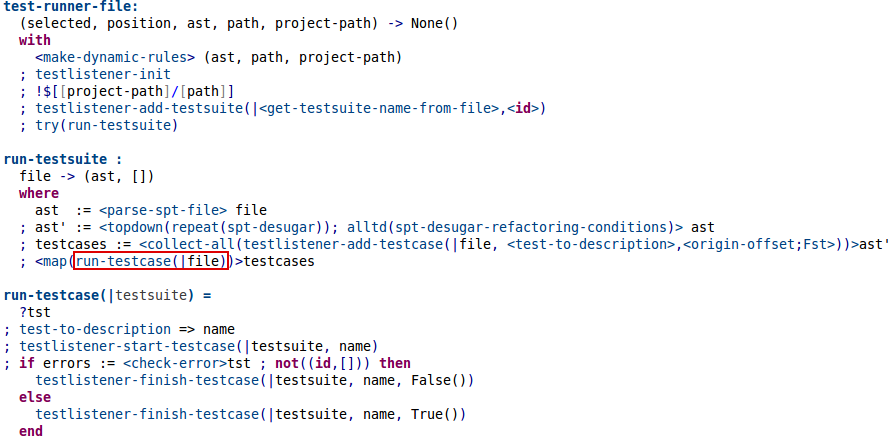 test-runner-file:
(selected, position, ast, path, project-path) -> None()
with
<make-dynamic-rules> (ast, path, project-path)
; testlistener-init
; !$[[project-path]/[path]]
; testlistener-add-testsuite(|<get-testsuite-name-from-file>,<id>)
; try(run-testsuite)
run-testsuite :
file -> (ast, [])
where
ast := <parse-spt-file> file
; ast' := <topdown(repeat(spt-desugar)); alltd(spt-desugar-refactoring-conditions)> ast
; testcases := <collect-all(testlistener-add-testcase(|file, <test-to-description>,<origin-offset;Fst>))>ast'
; <map(run-testcase(|file))>testcases
run-testcase(|testsuite) =
?tst
; test-to-description => name
; testlistener-start-testcase(|testsuite, name)
; if errors := <check-error>tst ; not((id,[])) then
testlistener-finish-testcase(|testsuite, name, False())
else
testlistener-finish-testcase(|testsuite, name, True())
end